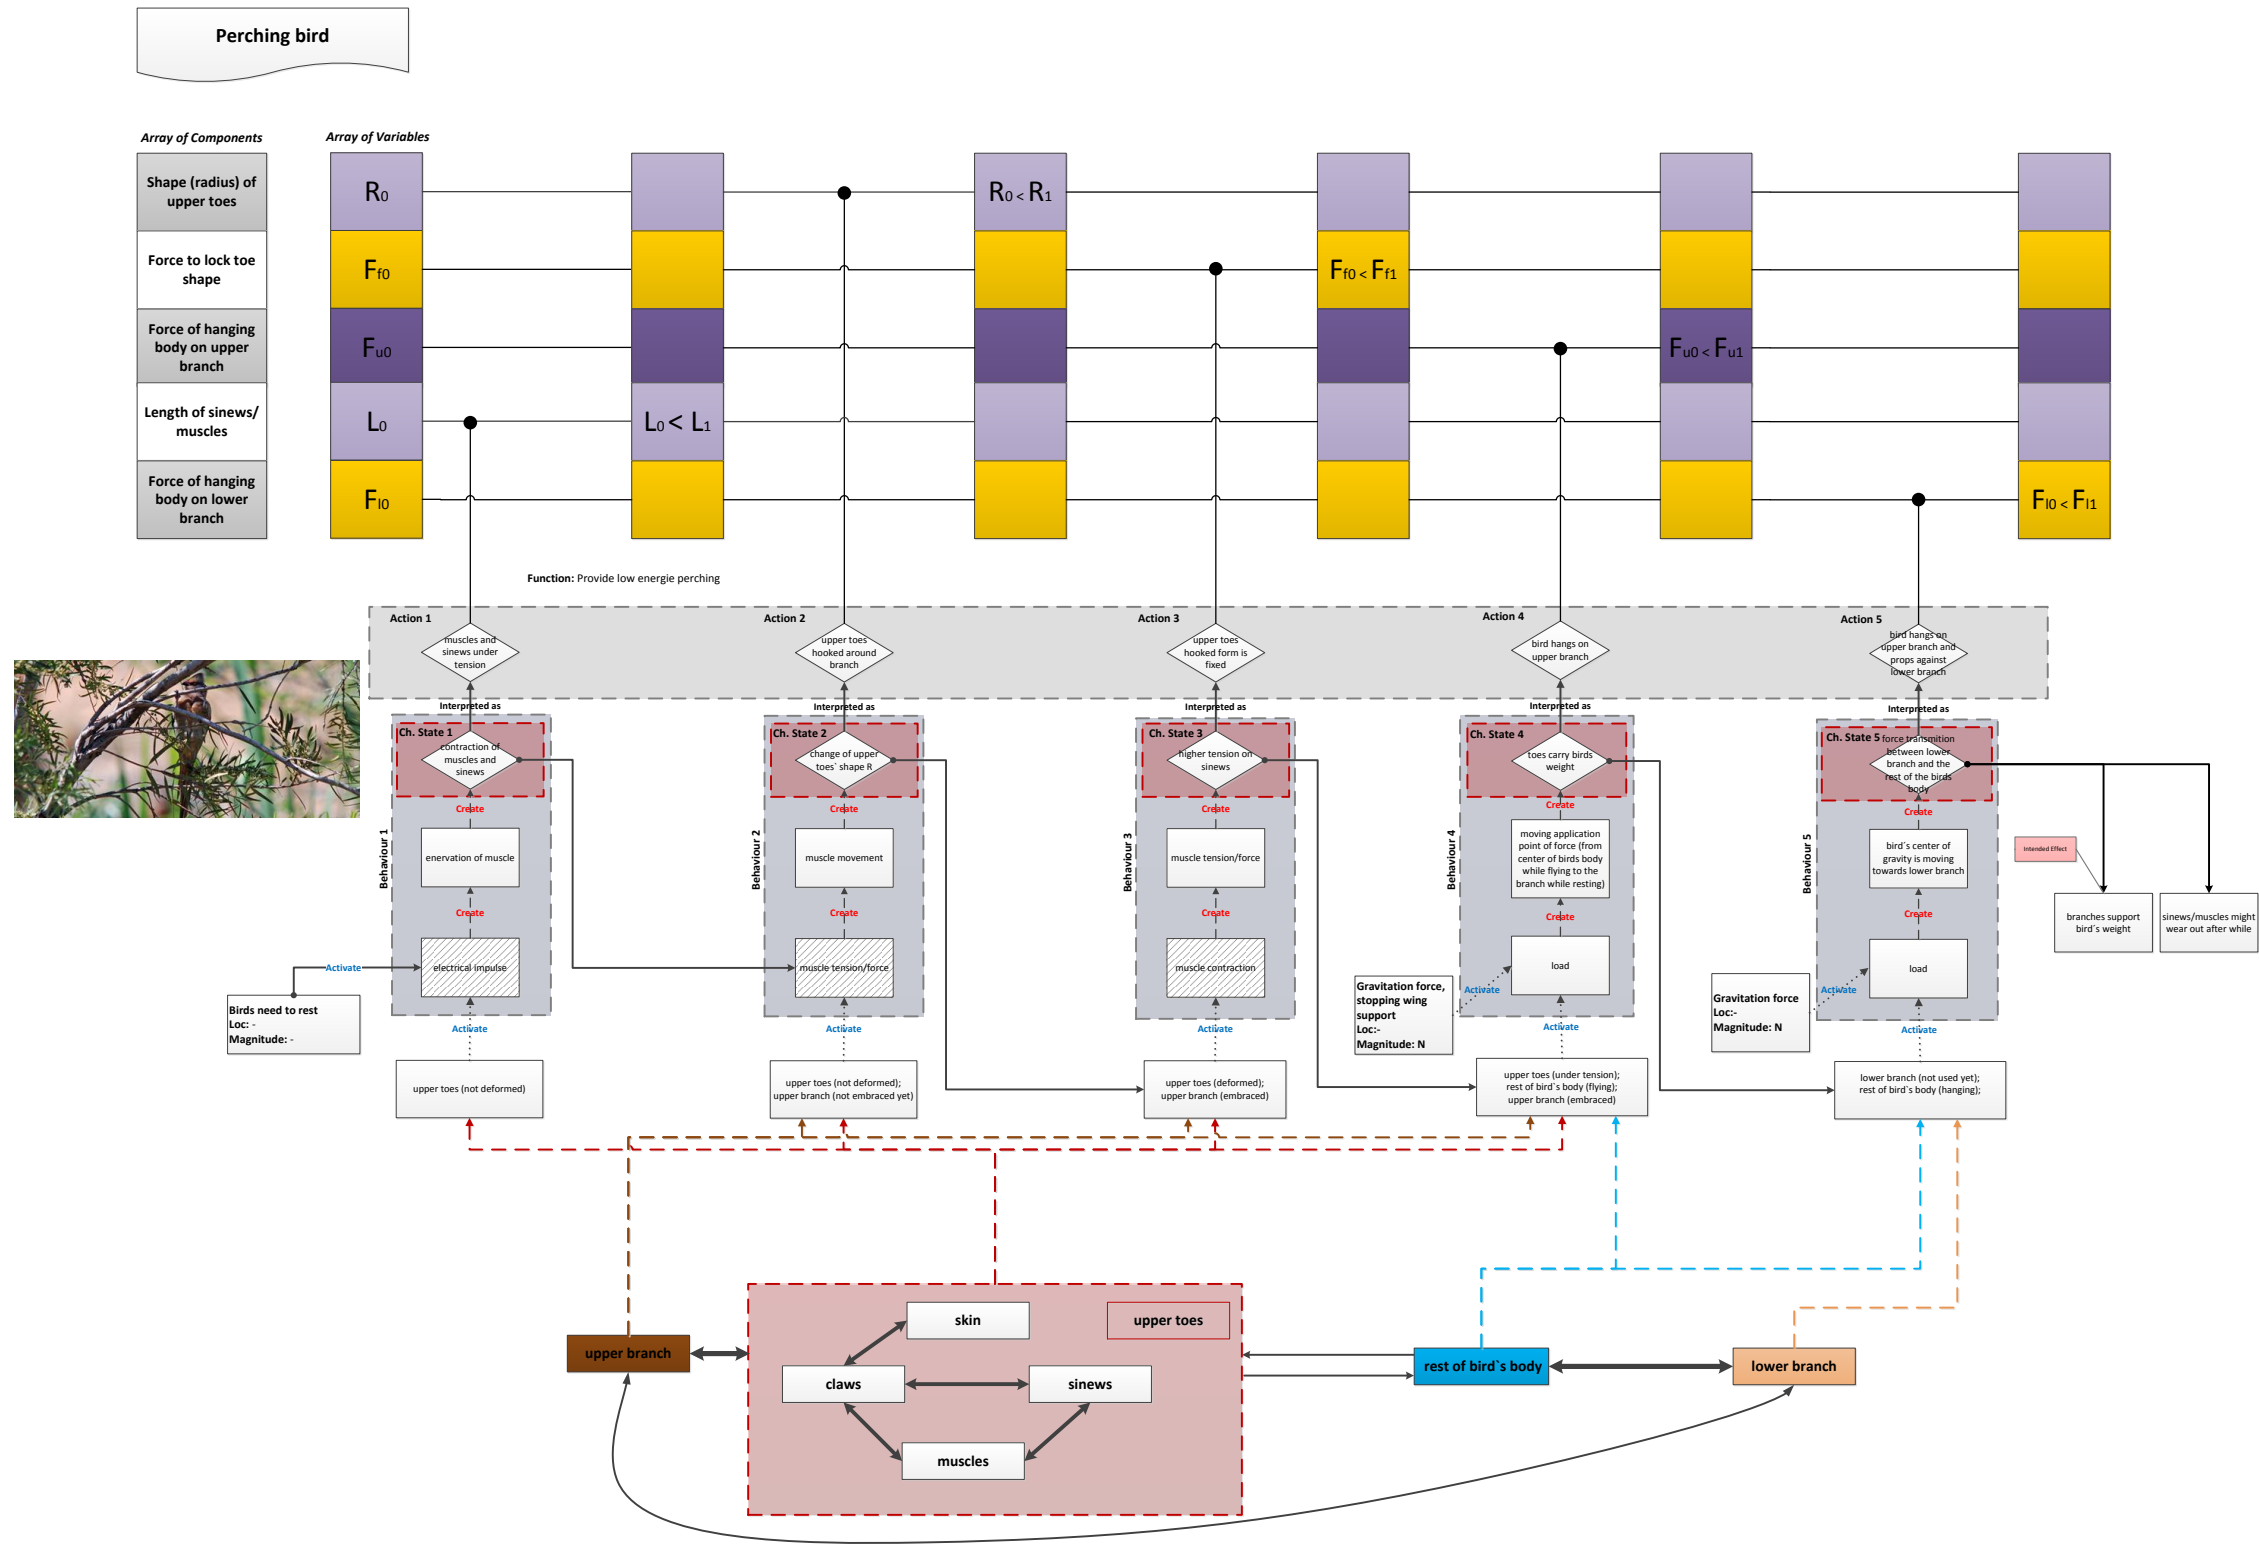 Perching bird
Array of Components
Array of Variables
Shape (radius) of
upper toes
R0
R0 < R1
Force to lock toe
shape
Ff0
Ff0 < Ff1
Force of hanging
body on upper
branch
Fu0
Fu0 < Fu1
Length of sinews/
muscles
L0
L0 < L1
Force of hanging
body on lower
branch
Fl0
Fl0 < Fl1
Function: Provide low energie perching
Action 1
muscles and
sinews under
tension
Action 2
upper toes
hooked around
branch
Action 3
upper toes
hooked form is
fixed
Action 4
bird hangs on
upper branch
Action 5
bird hangs on
upper branch and
props against
lower branch
Interpreted as
Interpreted as
Interpreted as
Interpreted as
Interpreted as
Behaviour 1
Ch. State 1
contraction of
muscles and
sinews
Create
enervation of muscle
Create
electrical impulse
Activate
Birds need to rest
Loc: -
Magnitude: -
Activate
upper toes (not deformed)
Behaviour 2
Ch. State 2
change of upper
toes` shape R
Create
muscle movement
Create
muscle tension/force
Activate
upper toes (not deformed);
upper branch (not embraced yet)
Behaviour 3
Ch. State 3
higher tension on
sinews
Create
muscle tension/force
Create
muscle contraction
Activate
upper toes (deformed);
upper branch (embraced)
Behaviour 4
Ch. State 4
toes carry birds
weight
Create
moving application
point of force (from
center of birds body
while flying to the
branch while resting)
Create
load
Activate
Gravitation force,
stopping wing
support
Loc:-
Magnitude: N
Activate
upper toes (under tension);
rest of bird`s body (flying);
upper branch (embraced)
Behaviour 5
Ch. State 5
force transmition
between lower
branch and the
rest of the birds
body
Create
bird´s center of
gravity is moving
towards lower branch
Create
load
Activate
Gravitation force
Loc:-
Magnitude: N
Activate
lower branch (not used yet);
rest of bird`s body (hanging);
Intended Effect
branches support
bird´s weight
sinews/muscles might
wear out after while
upper branch
skin
upper toes
claws
sinews
muscles
rest of bird`s body
lower branch